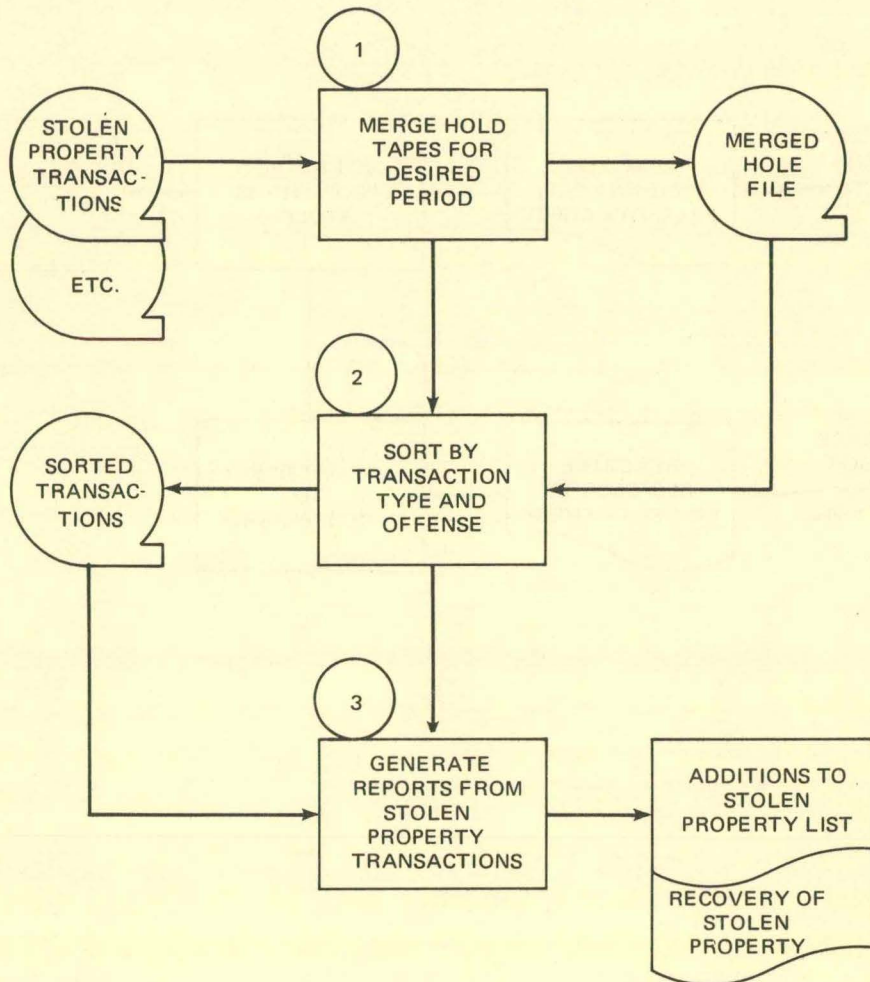 1
STOLEN
PROPERTY
TRANSAC-
TIONS
ETC.
MERGE HOLD
TAPES FOR
DESIRED
PERIOD
MERGED
HOLE
FILE
2
SORTED
TRANSAC-
TIONS
SORT BY
TRANSACTION
TYPE AND
OFFENSE
3
GENERATE
REPORTS FROM
STOLEN
PROPERTY
TRANSACTIONS
ADDITIONS TO
STOLEN
PROPERTY LIST
RECOVERY OF
STOLEN
PROPERTY